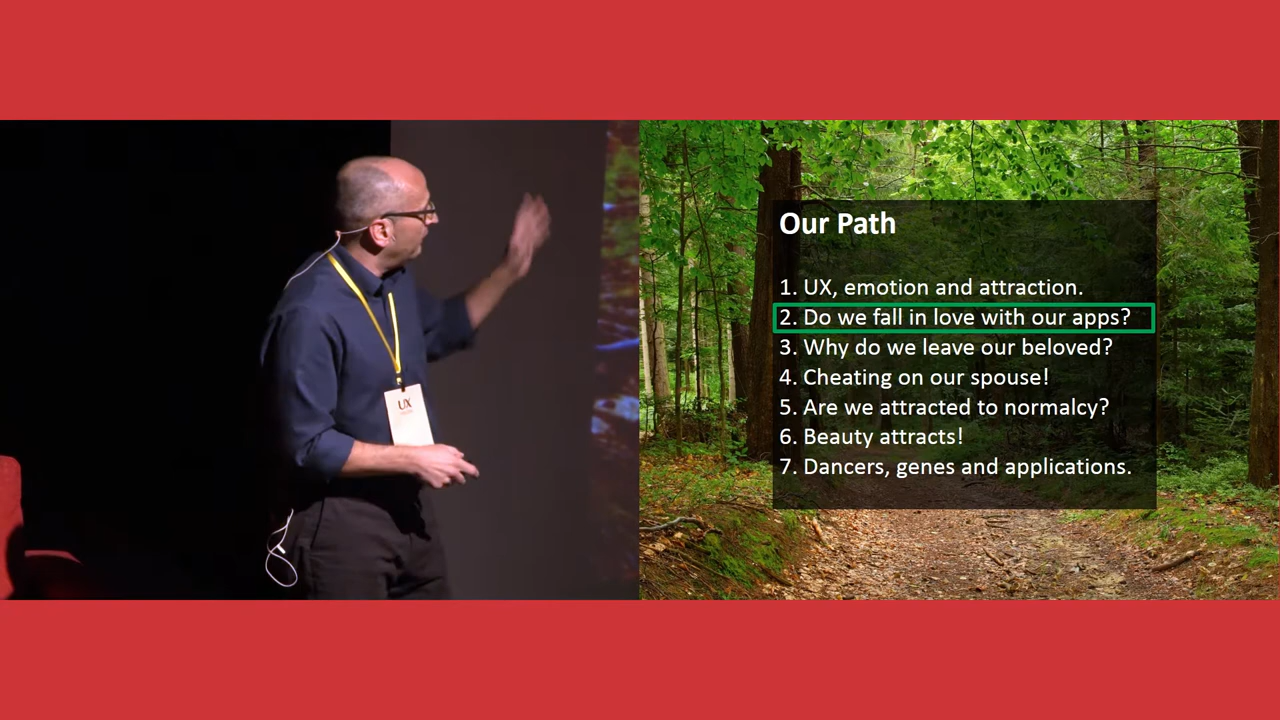 UX
Our Path
1. UX, emotion and attraction.
2. Do we fall in love with our apps?
3. Why do we leave our beloved?
4. Cheating on our spouse!
5. Are we attracted to normalcy?
6. Beauty attracts!
7. Dancers, genes and applications.